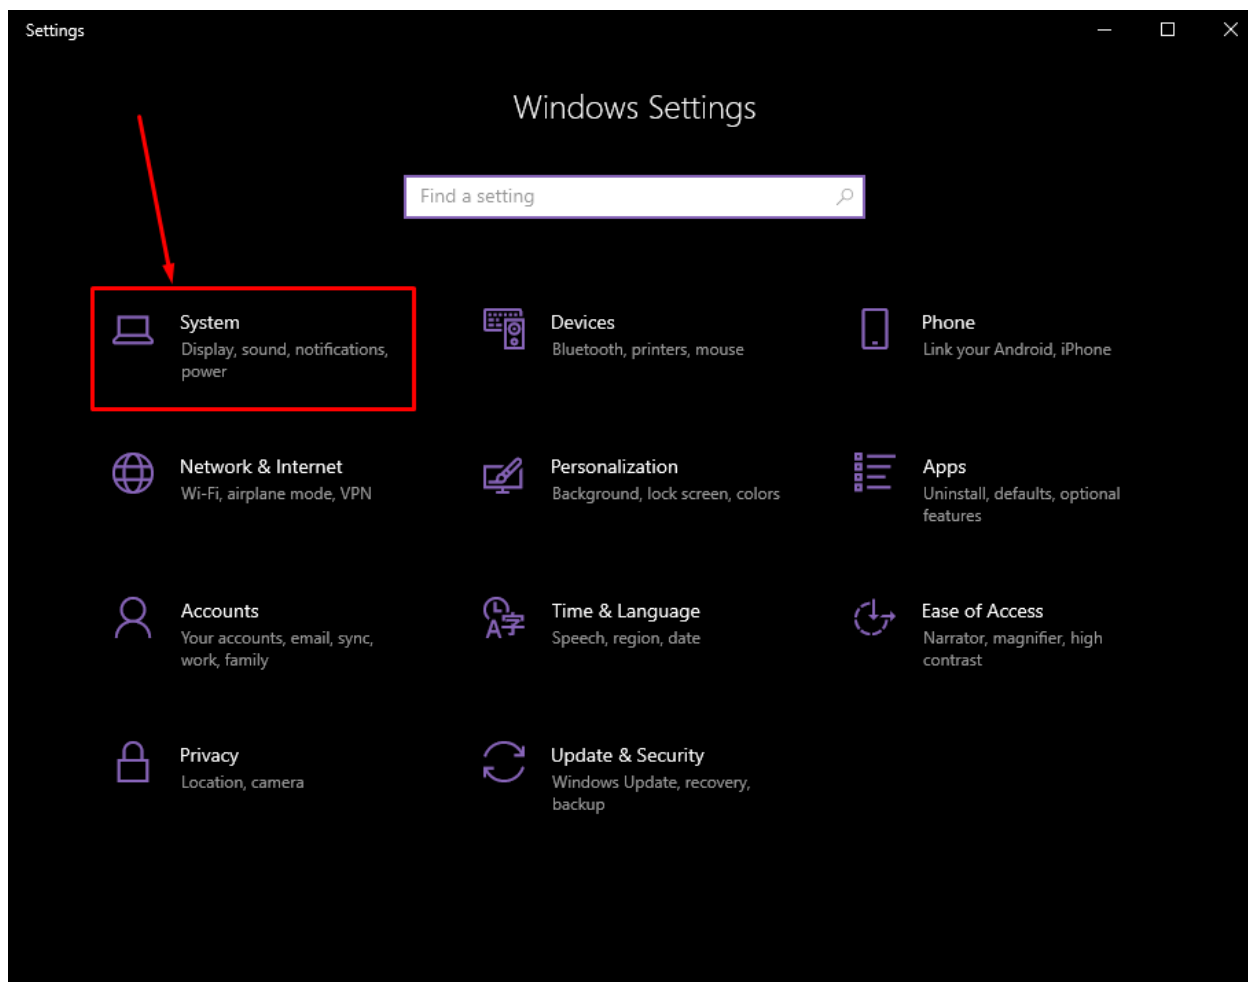 Settings
Windows Settings
Find a setting
System
Display, sound, notifications,
power
Devices
Bluetooth, printers, mouse
Phone
Link your Android, iPhone
Network & Internet
Wi-Fi, airplane mode, VPN
Personalization
Background, lock screen, colors
Apps
Uninstall, defaults, optional
features
Accounts
Your accounts, email, sync,
work, family
Time & Language
Speech, region, date
Ease of Access
Narrator, magnifier, high
contrast
Privacy
Location, camera
Update & Security
Windows Update, recovery,
backup